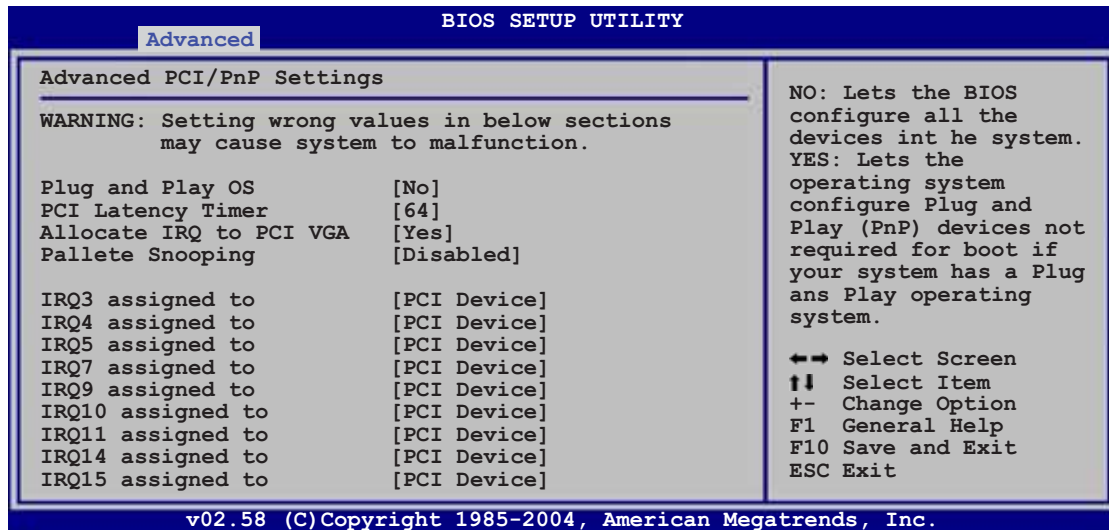 BIOS SETUP UTILITY
Advanced
Advanced PCI/PnP Settings
WARNING: Setting wrong values in below sections
may cause system to malfunction.
Plug and Play OS [No]
PCI Latency Timer [64]
Allocate IRQ to PCI VGA [Yes]
Pallete Snooping [Disabled]
IRQ3 assigned to [PCI Device]
IRQ4 assigned to [PCI Device]
IRQ5 assigned to [PCI Device]
IRQ7 assigned to [PCI Device]
IRQ9 assigned to [PCI Device]
IRQ10 assigned to [PCI Device]
IRQ11 assigned to [PCI Device]
IRQ14 assigned to [PCI Device]
IRQ15 assigned to [PCI Device]
NO: Lets the BIOS
configure all the
devices int he system.
YES: Lets the
operating system
configure Plug and
Play (PnP) devices not
required for boot if
your system has a Plug
ans Play operating
system.
←→ Select Screen
↑↓ Select Item
+- Change Option
F1 General Help
F10 Save and Exit
ESC Exit
v02.58 (C)Copyright 1985-2004, American Megatrends, Inc.